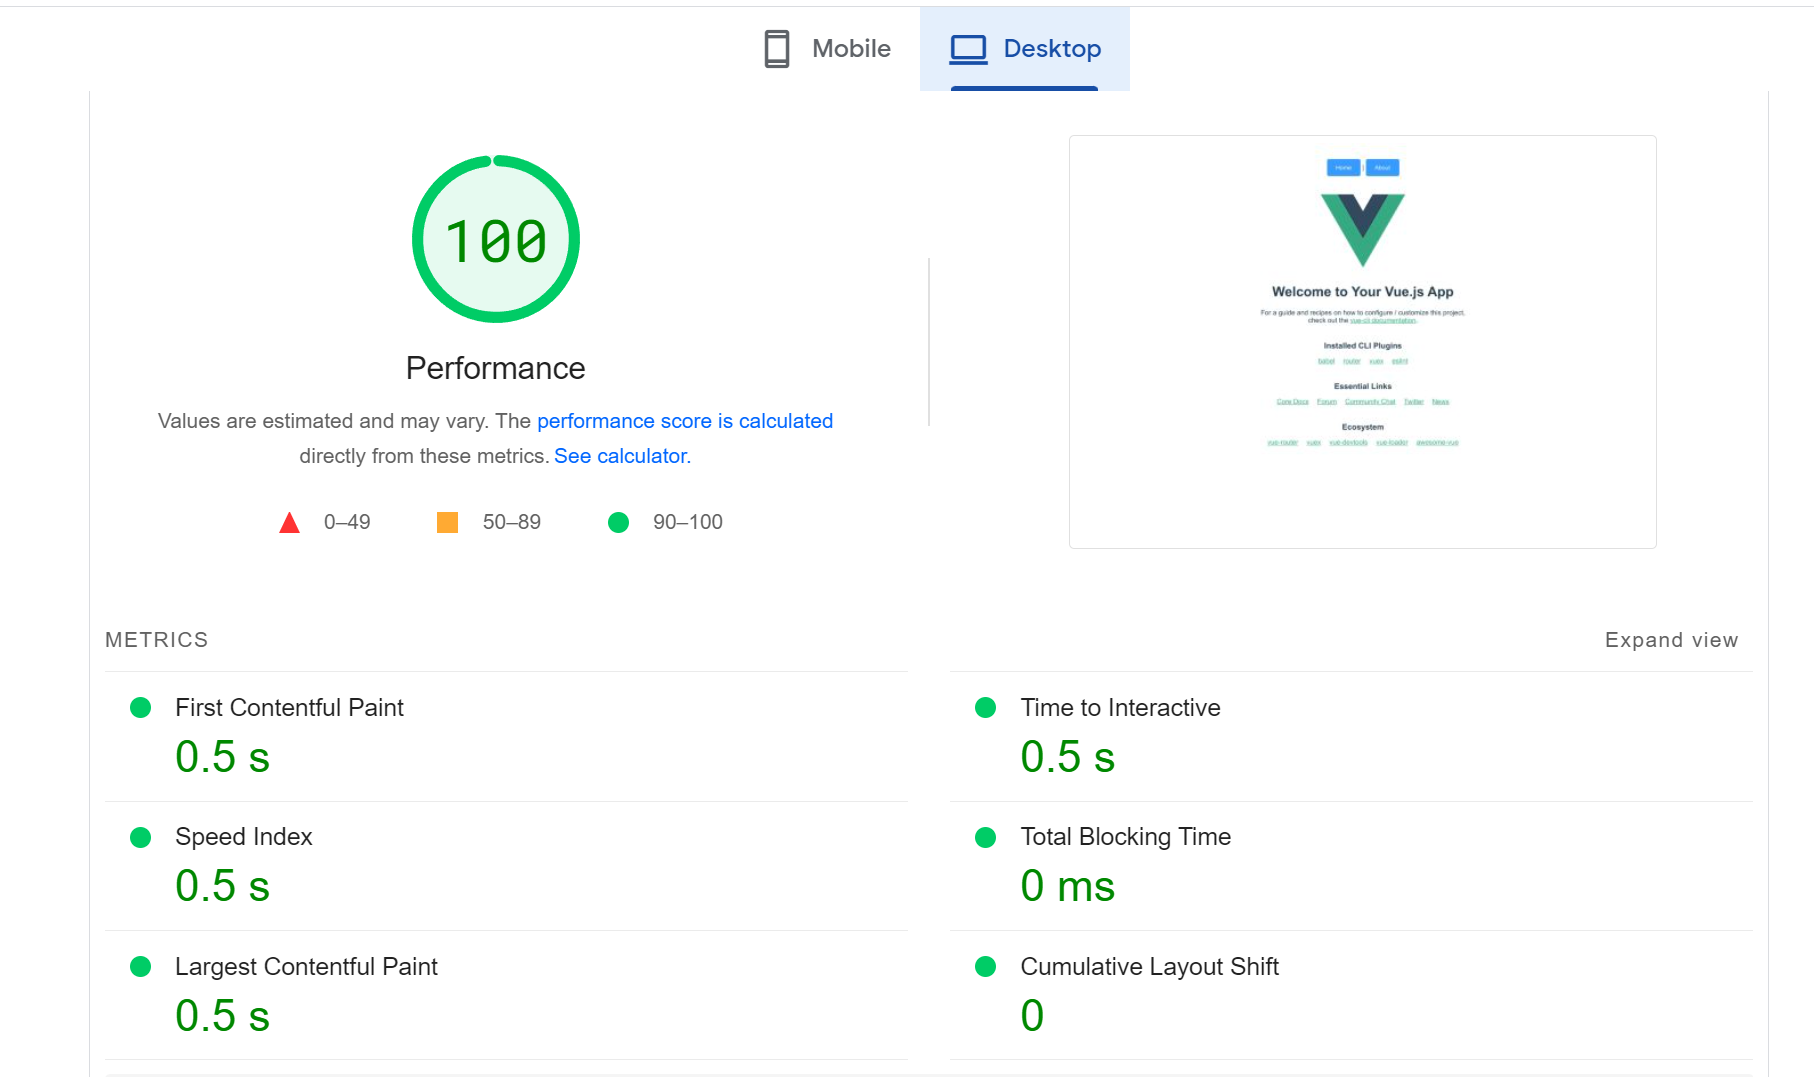 Mobile
Desktop
100
Performance
Values are estimated and may vary. The performance score is calculated
directly from these metrics. See calculator.
0–49
50–89
90–100
Home | About
Welcome to Your Vue.js App
For a guide and recipes on how to configure / customize this project,
check out the vue-cli documentation.
Installed CLI Plugins
babel router vuex eslint
Essential Links
Core Docs Forum Community Chat Twitter News
Ecosystem
vue-router vuex vue-devtools vue-loader awesome-vue
METRICS
Expand view
First Contentful Paint
0.5 s
Time to Interactive
0.5 s
Speed Index
0.5 s
Total Blocking Time
0 ms
Largest Contentful Paint
0.5 s
Cumulative Layout Shift
0